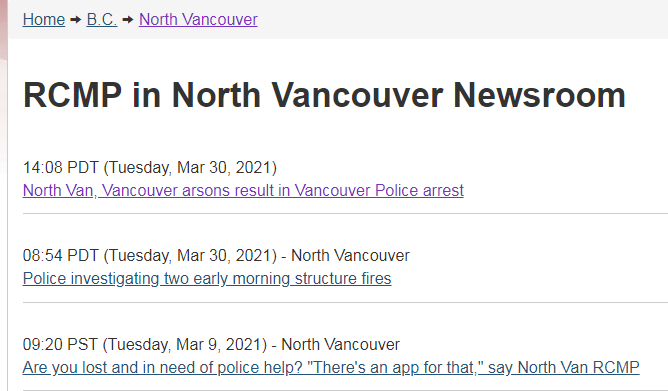 Home ➞ B.C. ➞ North Vancouver
RCMP in North Vancouver Newsroom
14:08 PDT (Tuesday, Mar 30, 2021)
North Van, Vancouver arsons result in Vancouver Police arrest
08:54 PDT (Tuesday, Mar 30, 2021) - North Vancouver
Police investigating two early morning structure fires
09:20 PST (Tuesday, Mar 9, 2021) - North Vancouver
Are you lost and in need of police help? "There's an app for that," say North Van RCMP